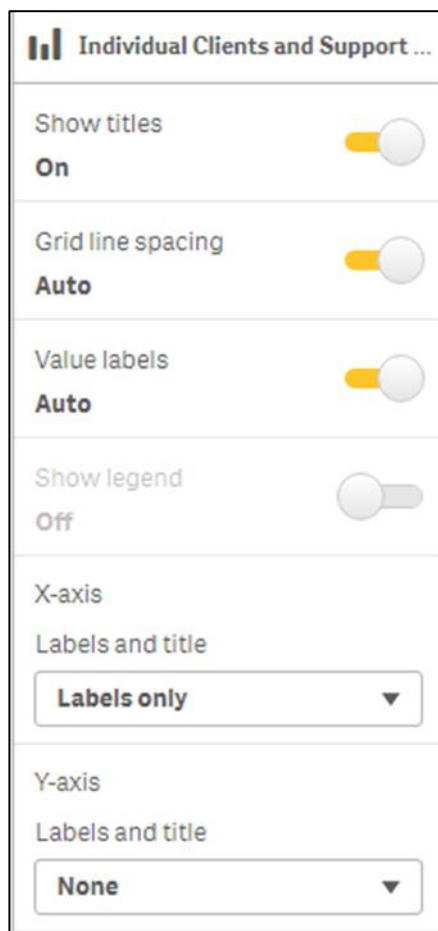 Individual Clients and Support ...
Show titles
On
Grid line spacing
Auto
Value labels
Auto
Show legend
Off
X-axis
Labels and title
Labels only
Y-axis
Labels and title
None